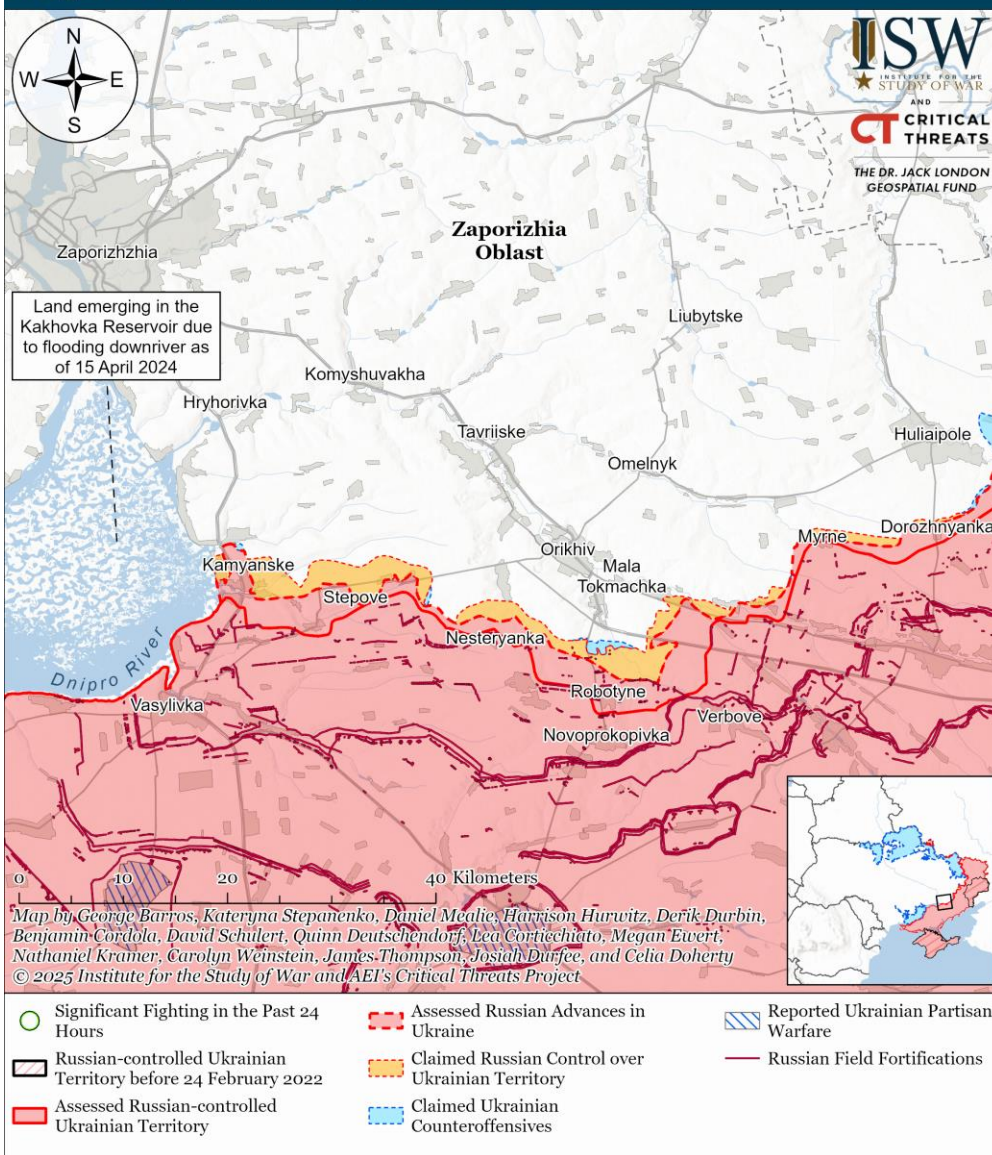 N
W E
S
ISW
INSTITUTE FOR THE
STUDY OF WAR
AND
CT CRITICAL
THREATS
THE DR. JACK LONDON
GEOSPATIAL FUND
Zaporizhia
Oblast
Zaporizhzhia
Land emerging in the
Kakhovka Reservoir due
to flooding downriver as
of 15 April 2024
Liubytske
Komyshuvakha
Hryhorivka
Tavriiske
Huliaipole
Omelnyk
Dorozhnyanka
Myrne
Orikhiv
Mala
Tokmachka
Kamyanske
Stepove
Nesteryanka
Dnipro River
Robotyne
Vasylivka
Verbove
Novoprokopivka
0 10 20 40 Kilometers
Map by George Barros, Kateryna Stepanenko, Daniel Mealie, Harrison Hurwitz, Derik Durbin,
Benjamin Cordola, David Schulert, Quinn Deutschendorf, Lea Corticchiato, Megan Ewert,
Nathaniel Kramer, Carolyn Weinstein, James Thompson, Josiah Durfee, and Celia Doherty
© 2025 Institute for the Study of War and AEI's Critical Threats Project
Significant Fighting in the Past 24
Hours
Russian-controlled Ukrainian
Territory before 24 February 2022
Assessed Russian-controlled
Ukrainian Territory
Assessed Russian Advances in
Ukraine
Claimed Russian Control over
Ukrainian Territory
Claimed Ukrainian
Counteroffensives
Reported Ukrainian Partisan
Warfare
Russian Field Fortifications